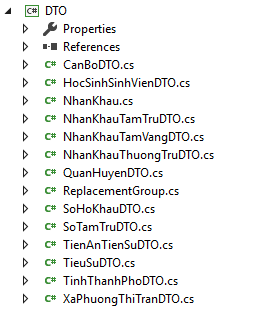 C# DTO
Properties
References
C# CanBoDTO.cs
C# HocSinhSinhVienDTO.cs
C# NhanKhau.cs
C# NhanKhauTamTruDTO.cs
C# NhanKhauTamVangDTO.cs
C# NhanKhauThuongTruDTO.cs
C# QuanHuyenDTO.cs
C# ReplacementGroup.cs
C# SoHoKhauDTO.cs
C# SoTamTruDTO.cs
C# TienAnTienSuDTO.cs
C# TieuSuDTO.cs
C# TinhThanhPhoDTO.cs
C# XaPhuongThiTranDTO.cs